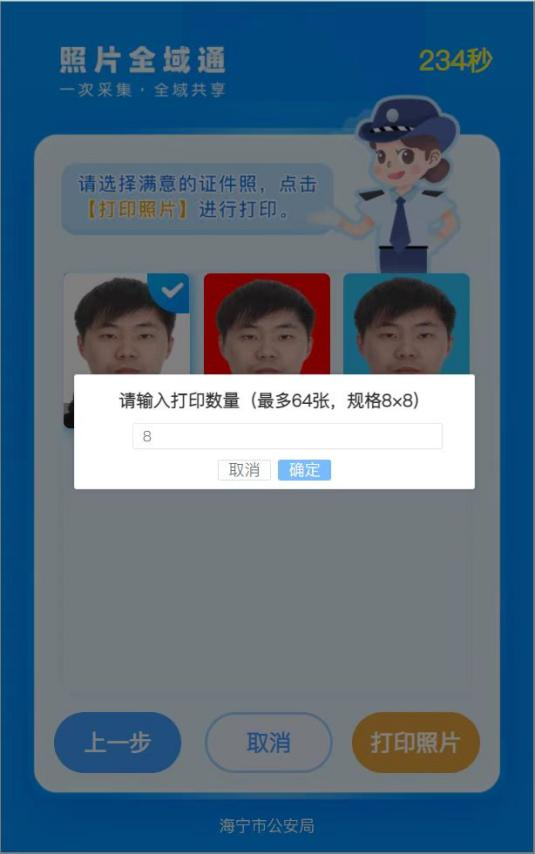 照片全域通
234秒
一次采集·全域共享
请选择满意的证件照，点击
【打印照片】进行打印。
请输入打印数量（最多64张，规格8×8）
8
取消
确定
上一步
取消
打印照片
海宁市公安局